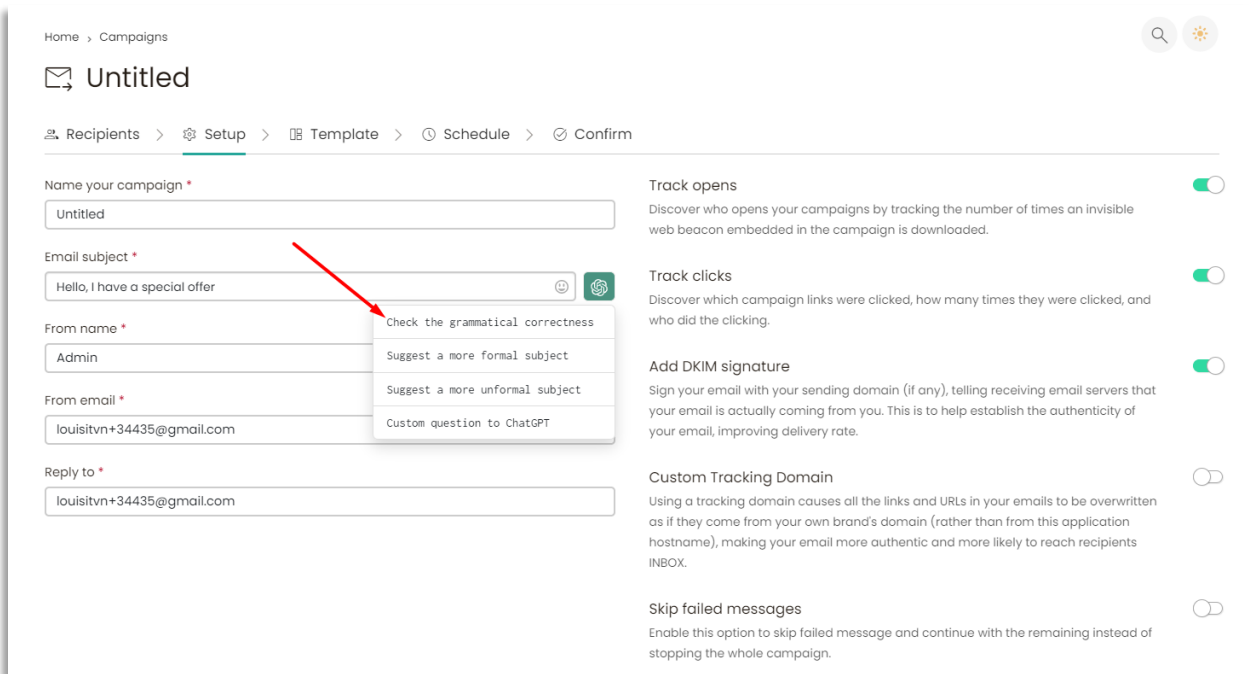 Home > Campaigns
Untitled
Recipients > Setup > Template > Schedule > Confirm
Name your campaign *
Untitled
Email subject *
Hello, I have a special offer
Check the grammatical correctness
Suggest a more formal subject
Suggest a more unformal subject
Custom question to ChatGPT
From name *
Admin
From email *
louisitvn+34435@gmail.com
Reply to *
louisitvn+34435@gmail.com
Track opens
Discover who opens your campaigns by tracking the number of times an invisible
web beacon embedded in the campaign is downloaded.
Track clicks
Discover which campaign links were clicked, how many times they were clicked, and
who did the clicking.
Add DKIM signature
Sign your email with your sending domain (if any), telling receiving email servers that
your email is actually coming from you. This is to help establish the authenticity of
your email, improving delivery rate.
Custom Tracking Domain
Using a tracking domain causes all the links and URLs in your emails to be overwritten
as if they come from your own brand's domain (rather than from this application
hostname), making your email more authentic and more likely to reach recipients
INBOX.
Skip failed messages
Enable this option to skip failed message and continue with the remaining instead of
stopping the whole campaign.